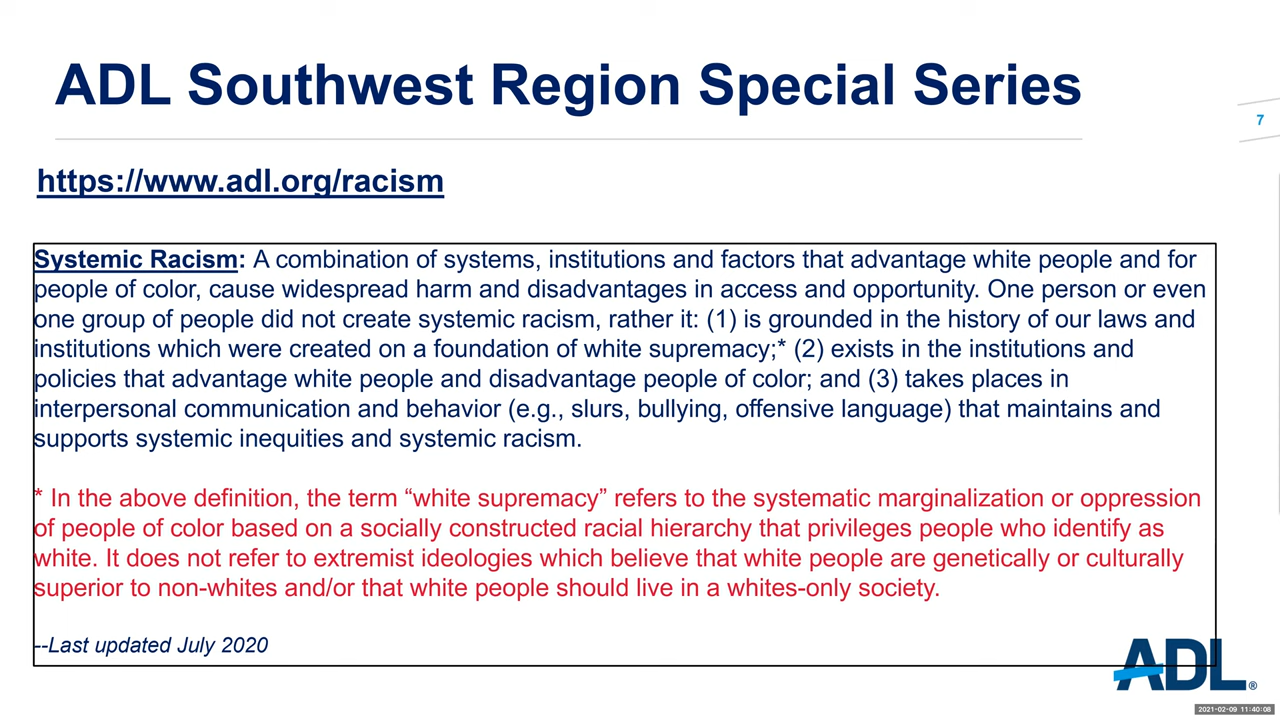 ADL Southwest Region Special Series
7
https://www.adl.org/racism
Systemic Racism: A combination of systems, institutions and factors that advantage white people and for
people of color, cause widespread harm and disadvantages in access and opportunity. One person or even
one group of people did not create systemic racism, rather it: (1) is grounded in the history of our laws and
institutions which were created on a foundation of white supremacy;* (2) exists in the institutions and
policies that advantage white people and disadvantage people of color; and (3) takes places in
interpersonal communication and behavior (e.g., slurs, bullying, offensive language) that maintains and
supports systemic inequities and systemic racism.
* In the above definition, the term “white supremacy” refers to the systematic marginalization or oppression
of people of color based on a socially constructed racial hierarchy that privileges people who identify as
white. It does not refer to extremist ideologies which believe that white people are genetically or culturally
superior to non-whites and/or that white people should live in a whites-only society.
--Last updated July 2020
ADL®
2021-02-09 11:40:08